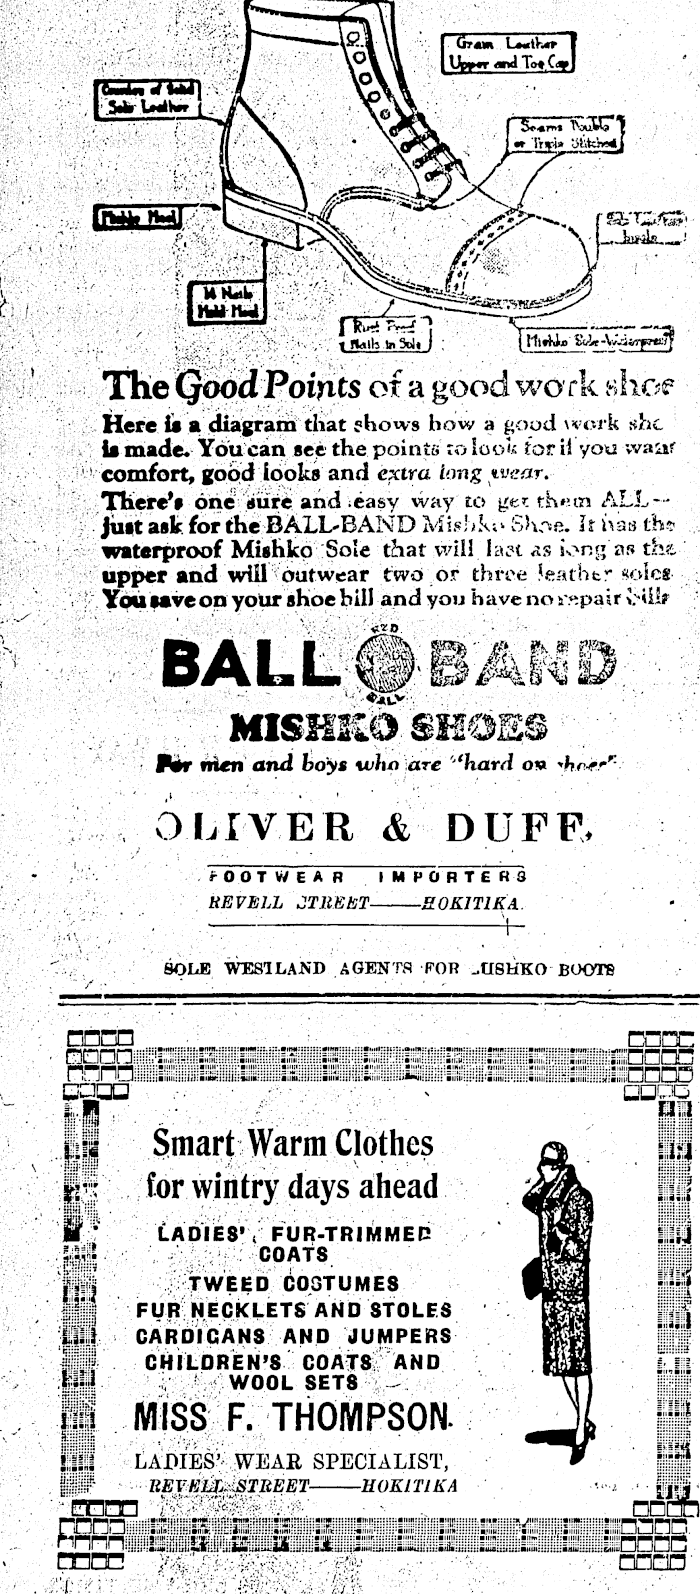 Grain Leather
Upper and Toe Cap
Counter of Solid
Sole Leather
Seams Double
or Triple Stitched
Mishko Heel
14 Nails
Hold Heel
Rust Proof
Nails in Sole
Mishko Sole-Waterproof
The Good Points of a good work shoe
Here is a diagram that shows how a good work shoe
is made. You can see the points to look for if you want
comfort, good looks and extra long wear.
There's one sure and easy way to get them ALL—
just ask for the BALL-BAND Mishko Shoe. It has the
waterproof Mishko Sole that will last as long as the
upper and will outwear two or three leather soles
You save on your shoe bill and you have no repair bills
BALL RED BALL BAND
MISHKO SHOES
For men and boys who are "hard on shoes".
OLIVER & DUFF,
FOOTWEAR IMPORTERS
REVELL STREET——HOKITIKA.
SOLE WESTLAND AGENTS FOR MISHKO BOOTS
Smart Warm Clothes
for wintry days ahead
LADIES' FUR-TRIMMED
COATS
TWEED COSTUMES
FUR NECKLETS AND STOLES
CARDIGANS AND JUMPERS
CHILDREN'S COATS AND
WOOL SETS
MISS F. THOMPSON.
LADIES' WEAR SPECIALIST,
REVELL STREET——HOKITIKA